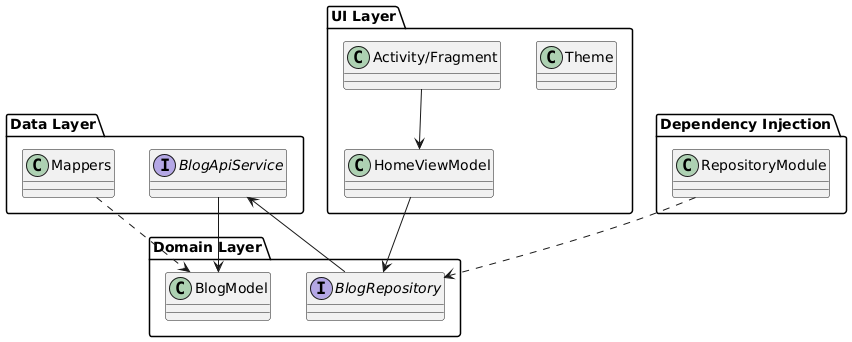 UI Layer
C Activity/Fragment
C Theme
Data Layer
Dependency Injection
C Mappers
I BlogApiService
C HomeViewModel
C RepositoryModule
Domain Layer
C BlogModel
I BlogRepository